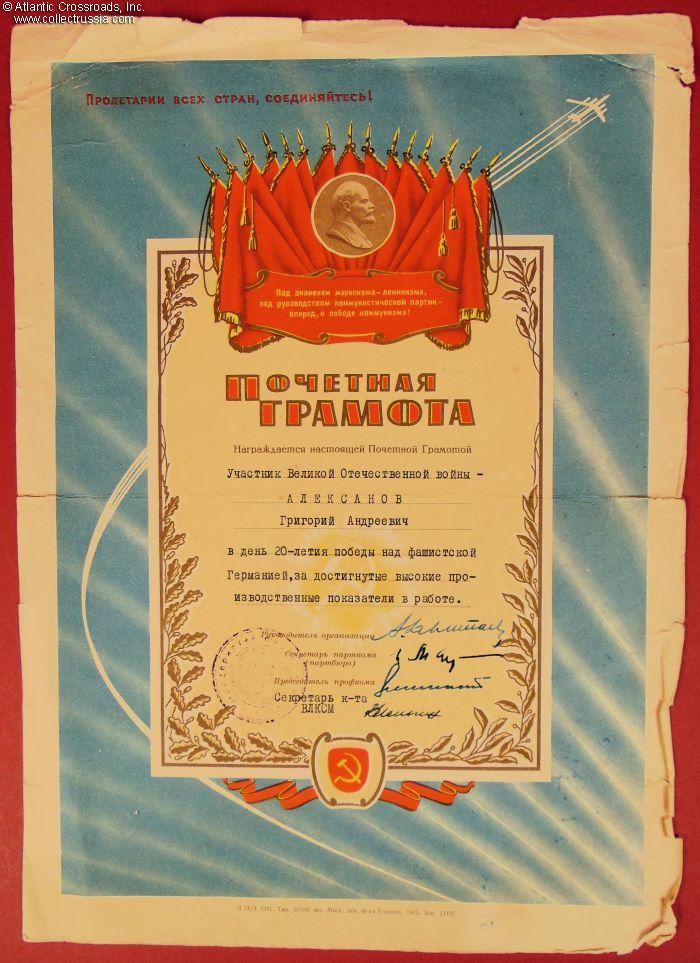 © Atlantic Crossroads, Inc.
www.collectrussia.com
Пролетарии всех стран, соединяйтесь!
Под знаменем марксизма-ленинизма,
под руководством коммунистической партии-
вперед, к победе коммунизма!
Почетная
грамота
Награждается настоящей Почетной Грамотой
Участник Великой Отечественной войны -
АЛЕКСАНОВ
Григорий Андреевич
в день 20-летия победы над фашистской
Германией,за достигнутые высокие про-
изводственные показатели в работе.
Руководитель организации
Секретарь парткома
(партбюро)
Председатель профкома
Секретарь к-та
ВЛКСМ